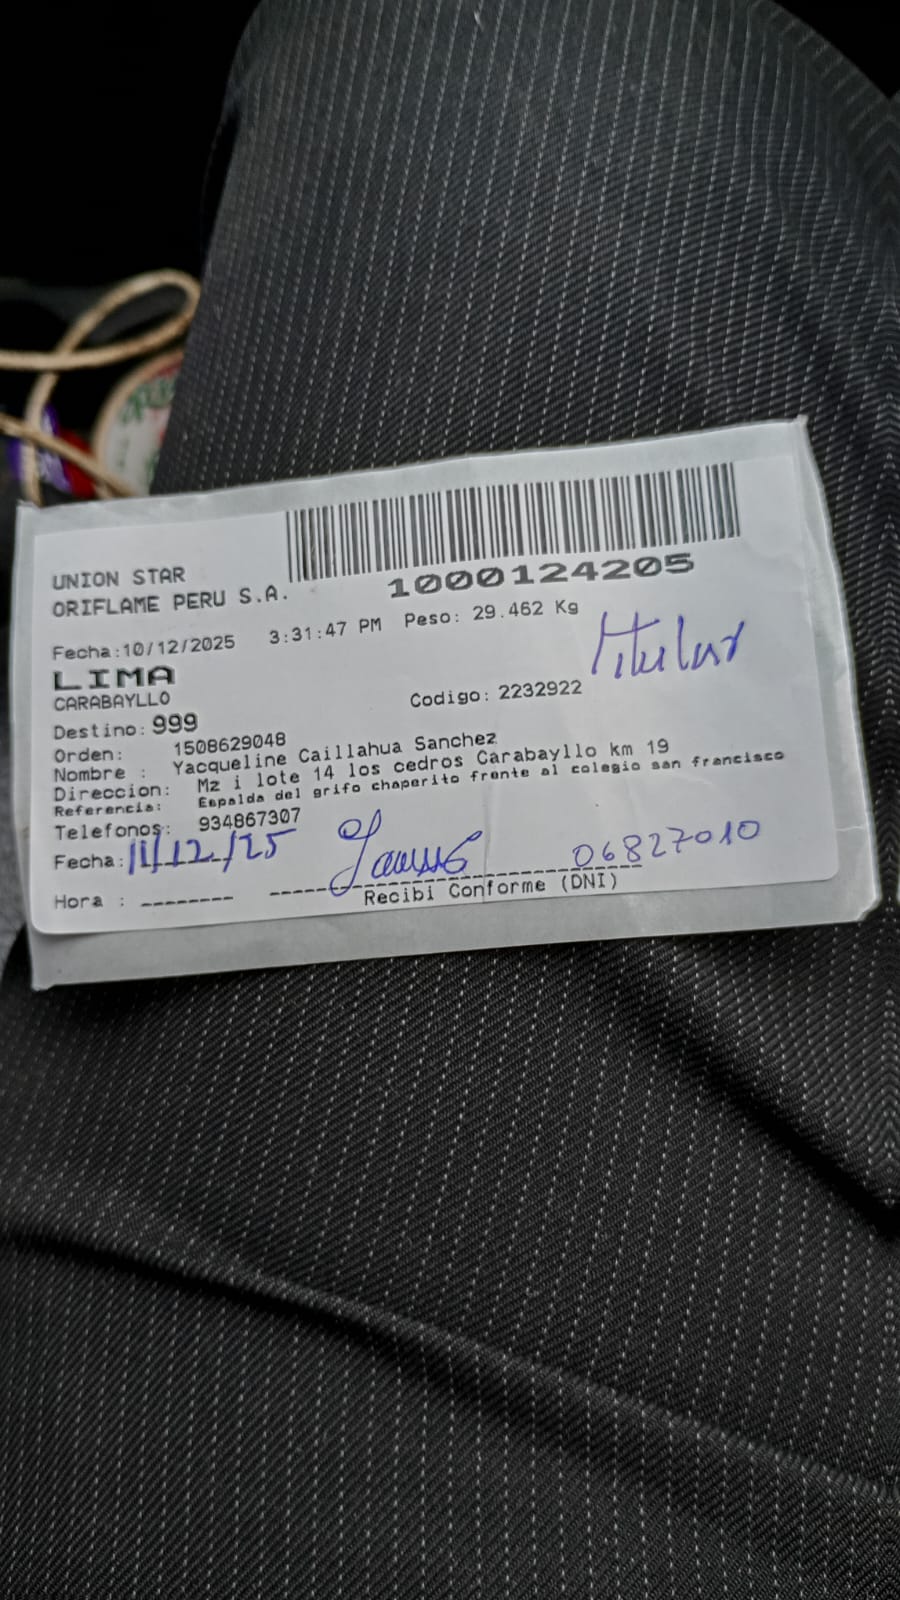 UNION STAR
ORIFLAME PERU S.A.
1000124205
Fecha:10/12/2025 3:31:47 PM Peso: 29.462 Kg
LIMA
Titular
CARABAYLLO
Codigo: 2232922
Destino: 999
Orden: 1508629048
Nombre : Yacqueline Caillahua Sanchez
Direccion: Mz i lote 14 los cedros Carabayllo km 19
Referencia: Espalda del grifo chaperito frente al colegio san francisco
Telefonos: 934867307
Fecha: 11/12/25
06827010
Hora : --------
Recibi Conforme (DNI)